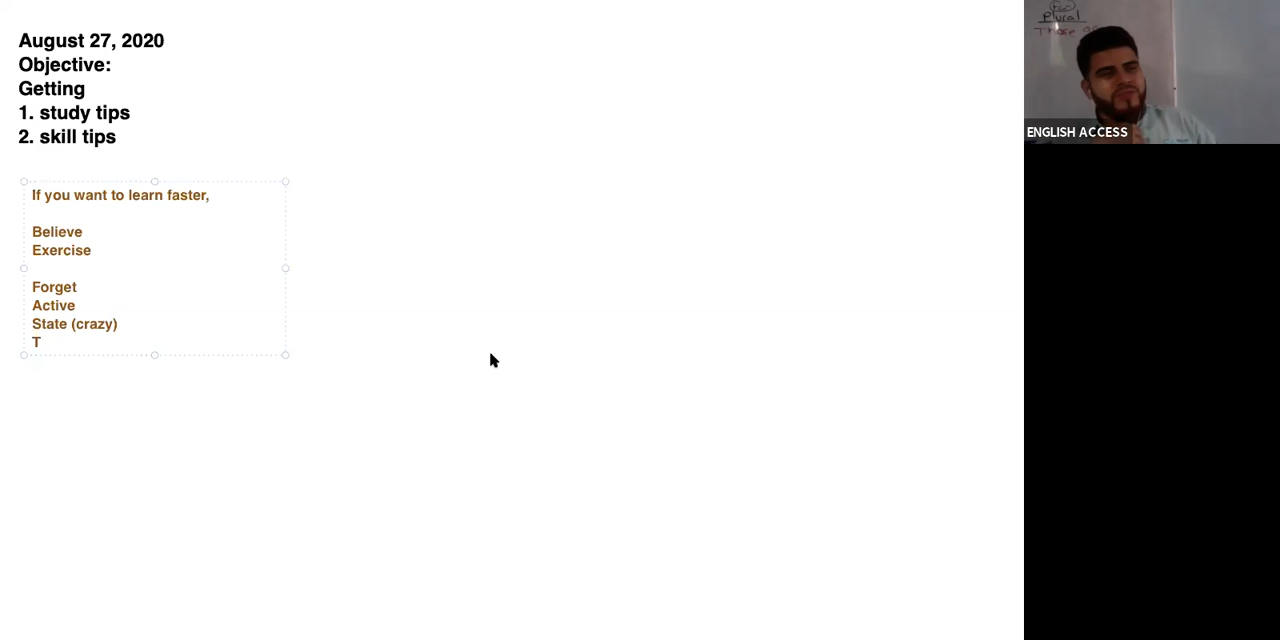 August 27, 2020
Objective:
Getting
1. study tips
2. skill tips
If you want to learn faster,
Believe
Exercise
Forget
Active
State (crazy)
T
Plural
Those
ENGLISH ACCESS